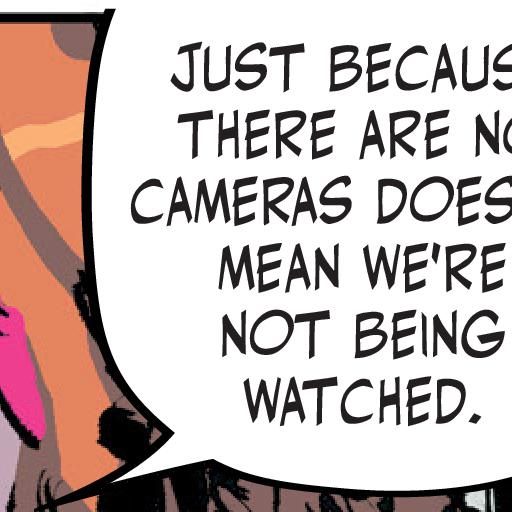 JUST BECAUS
THERE ARE NO
CAMERAS DOES
MEAN WE'RE
NOT BEING
WATCHED.